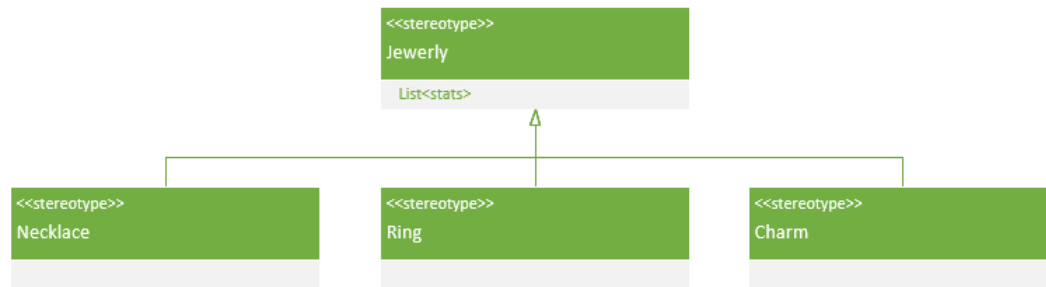 <<stereotype>>
Jewerly
List<stats>
<<stereotype>>
Necklace
<<stereotype>>
Ring
<<stereotype>>
Charm